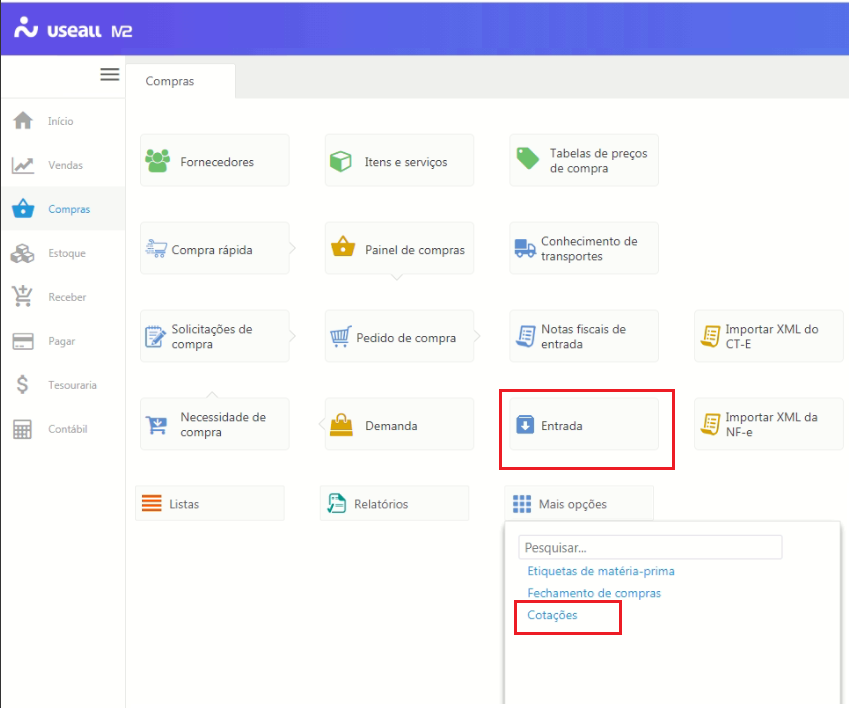 useall M2
Compras
Início
Vendas
Compras
Estoque
Receber
Pagar
Tesouraria
Contábil
Fornecedores
Itens e serviços
Tabelas de preços
de compra
Compra rápida
Painel de compras
Conhecimento de
transportes
Solicitações de
compra
Pedido de compra
Notas fiscais de
entrada
Importar XML do
CT-E
Necessidade de
compra
Demanda
Entrada
Importar XML da
NF-e
Listas
Relatórios
Mais opções
Pesquisar...
Etiquetas de matéria-prima
Fechamento de compras
Cotações